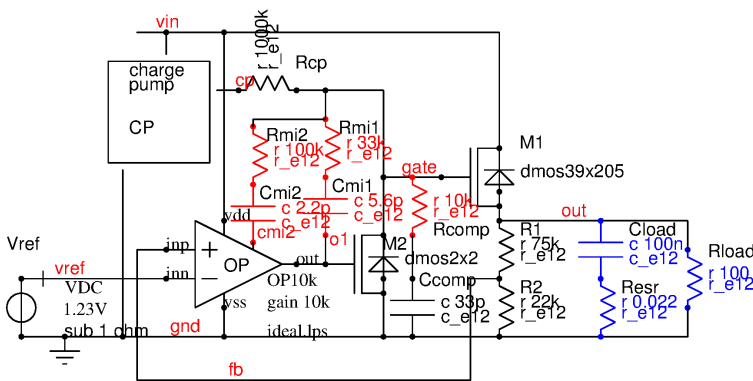 vin
r 1000k
r_e12
Rcp
cp
charge
pump
CP
Rmi2
r 100k
r_e12
Rmi1
r 33k
r_e12
M1
dmos39x205
gate
Cmi2
c 2.2p
c_e12
cmi2
Cmi1
c 5.6p
c_e12
o1
r 10k
r_e12
Rcomp
out
vdd
Vref
vref
VDC
1.23V
sub 1 ohm
inp
inn
+
−
OP
out
OP10k
gain 10k
vss
ideal.lps
M2
dmos2x2
Ccomp
c 33p
c_e12
R1
r 75k
r_e12
R2
r 22k
r_e12
Cload
c 100n
c_e12
Resr
r 0.022
r_e12
Rload
r 100
r_e12
gnd
fb